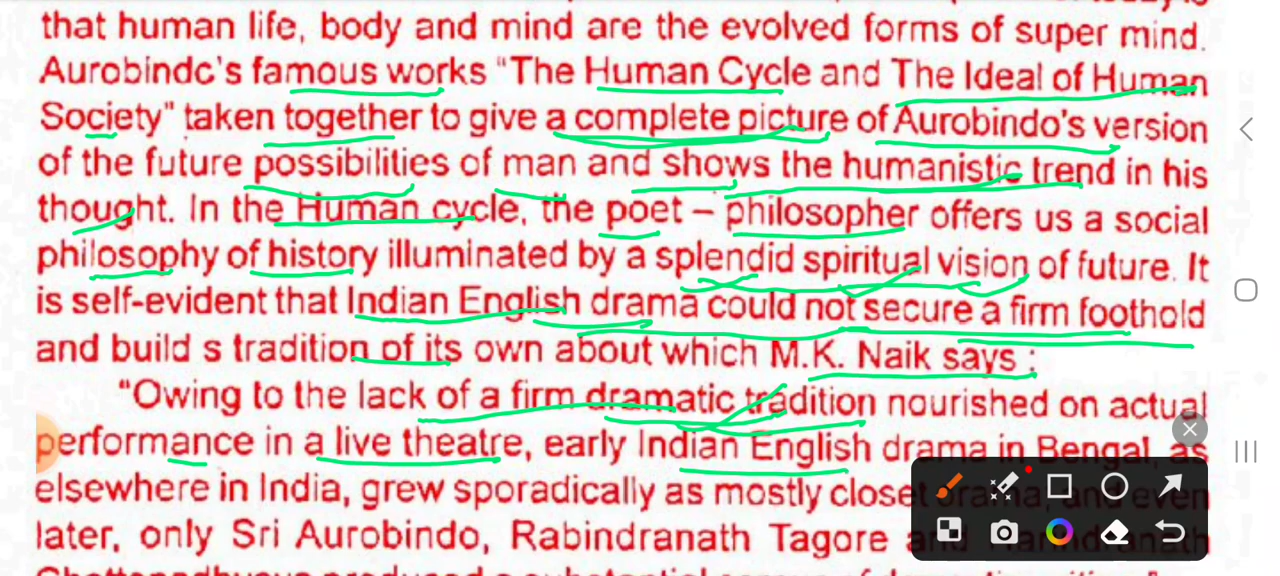 that human life, body and mind are the evolved forms of super mind.
Aurobindo's famous works "The Human Cycle and The Ideal of Human
Society" taken together to give a complete picture of Aurobindo's version
of the future possibilities of man and shows the humanistic trend in his
thought. In the Human cycle, the poet – philosopher offers us a social
philosophy of history illuminated by a splendid spiritual vision of future. It
is self-evident that Indian English drama could not secure a firm foothold
and build s tradition of its own about which M.K. Naik says :
"Owing to the lack of a firm dramatic tradition nourished on actual
performance in a live theatre, early Indian English drama in Bengal, as
elsewhere in India, grew sporadically as mostly closet drama; and even
later, only Sri Aurobindo, Rabindranath Tagore and